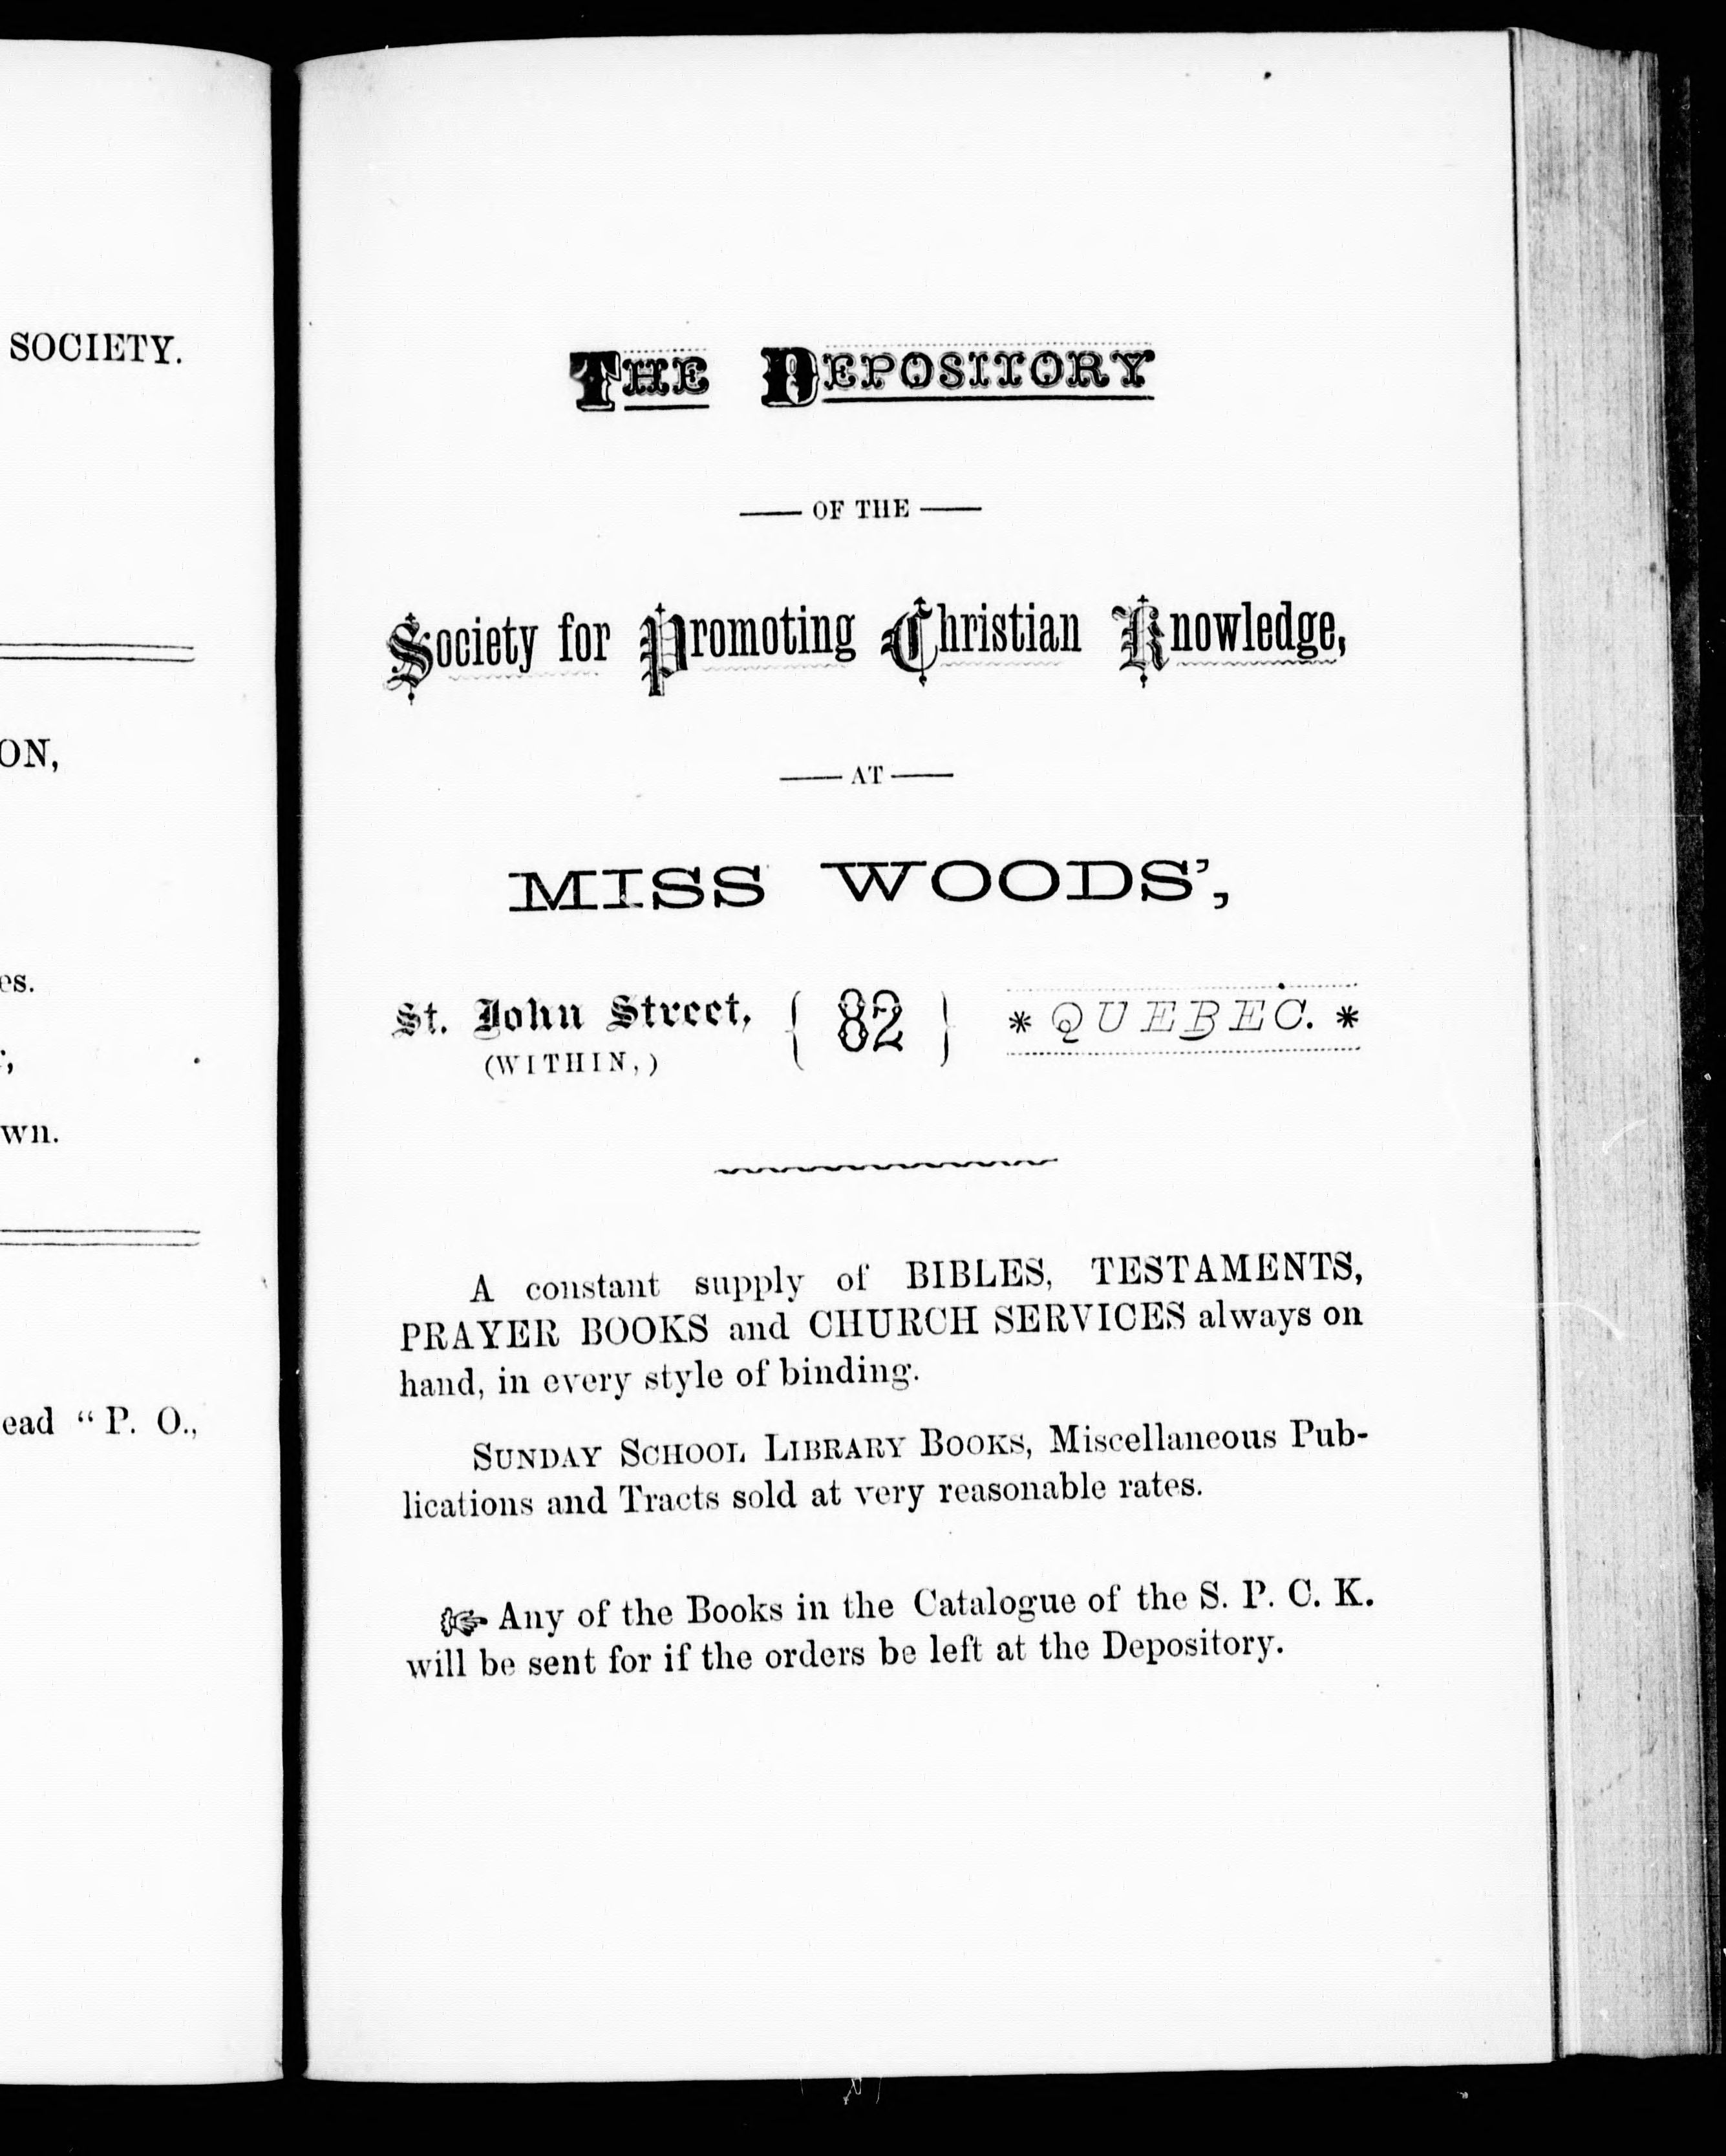 SOCIETY.
ON,
es.
wn.
ead " P. O.,
THE DEPOSITORY
— OF THE —
Society for Promoting Christian Knowledge,
— AT —
MISS WOODS',
St. John Street, { 82 } * QUEBEC. *
(WITHIN,)
A constant supply of BIBLES, TESTAMENTS,
PRAYER BOOKS and CHURCH SERVICES always on
hand, in every style of binding.
SUNDAY SCHOOL LIBRARY BOOKS, Miscellaneous Pub-
lications and Tracts sold at very reasonable rates.
☞ Any of the Books in the Catalogue of the S. P. C. K.
will be sent for if the orders be left at the Depository.